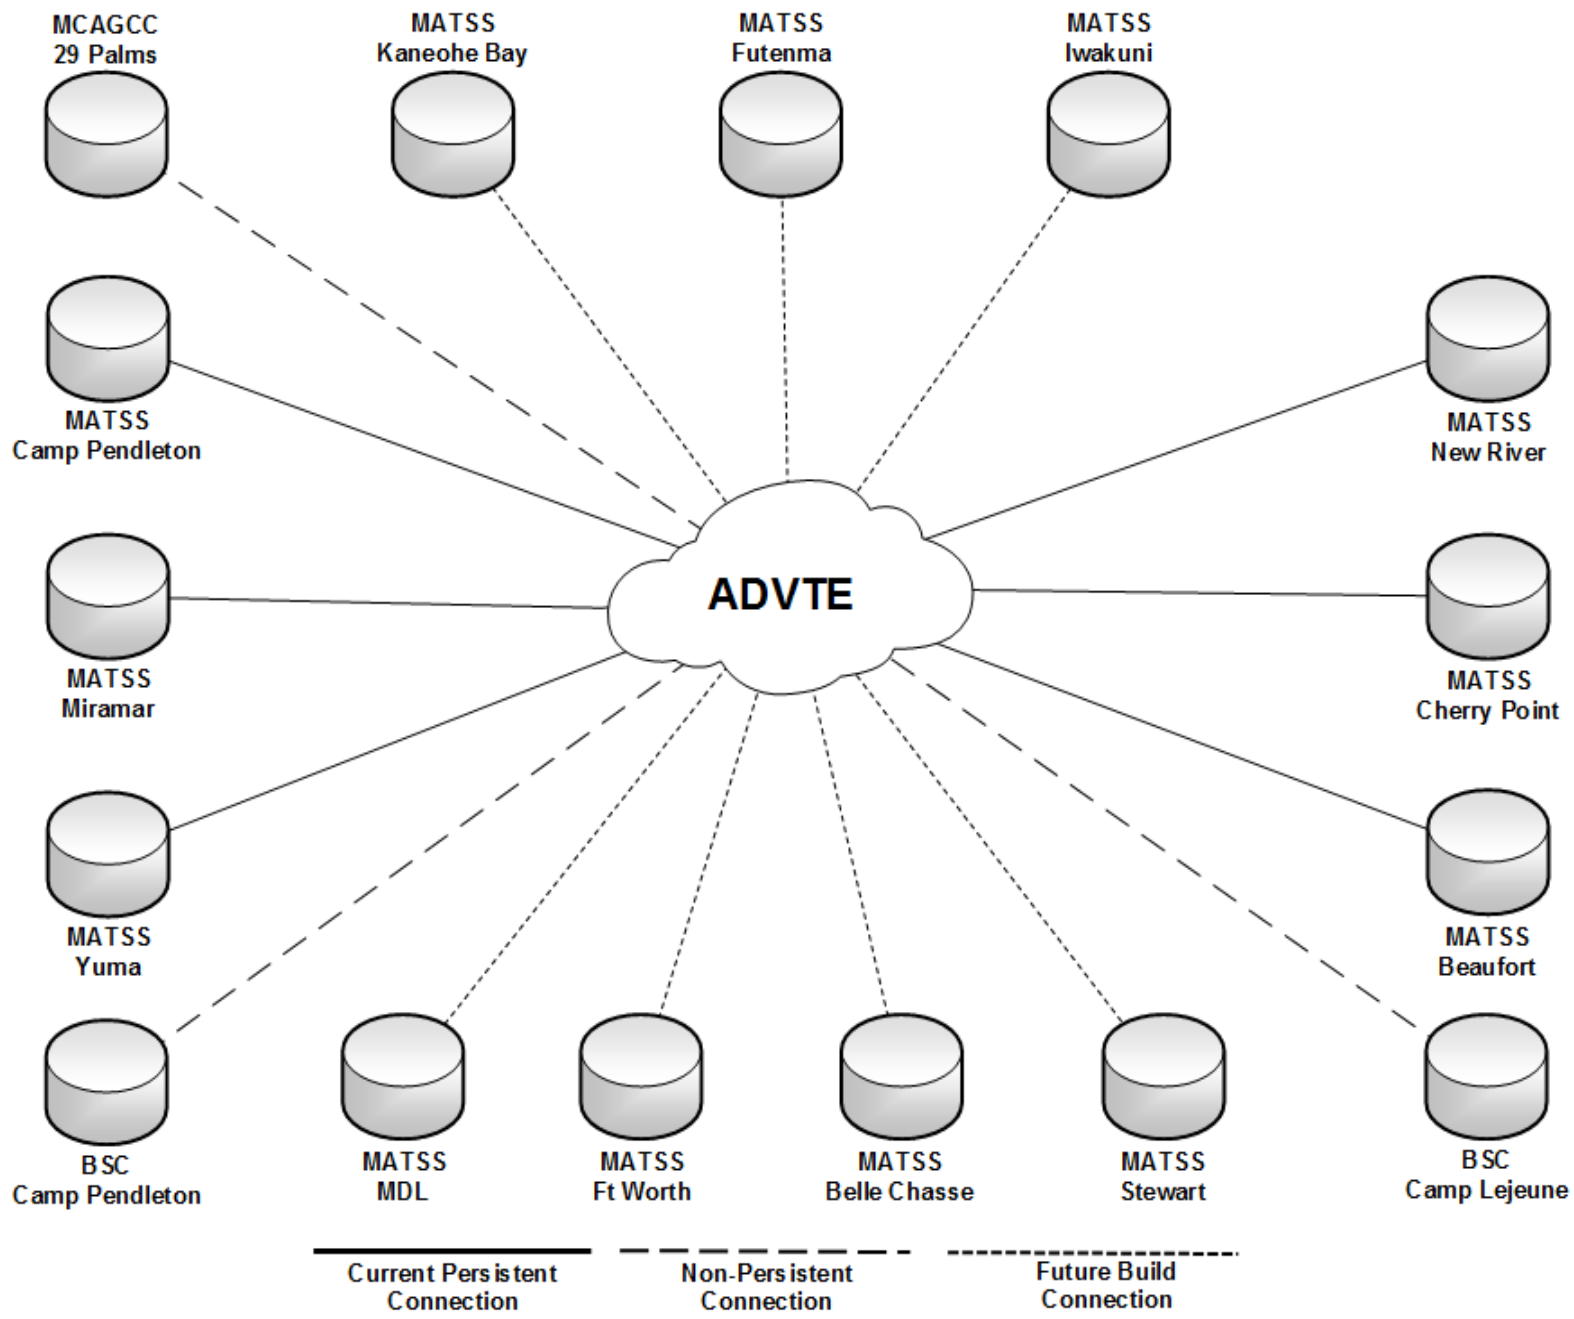 MCAGCC
29 Palms
MATSS
Kaneohe Bay
MATSS
Futenma
MATSS
Iwakuni
MATSS
Camp Pendleton
MATSS
New River
ADVTE
MATSS
Miramar
MATSS
Cherry Point
MATSS
Yuma
MATSS
Beaufort
BSC
Camp Pendleton
MATSS
MDL
MATSS
Ft Worth
MATSS
Belle Chasse
MATSS
Stewart
BSC
Camp Lejeune
Current Persistent
Connection
Non-Persistent
Connection
Future Build
Connection